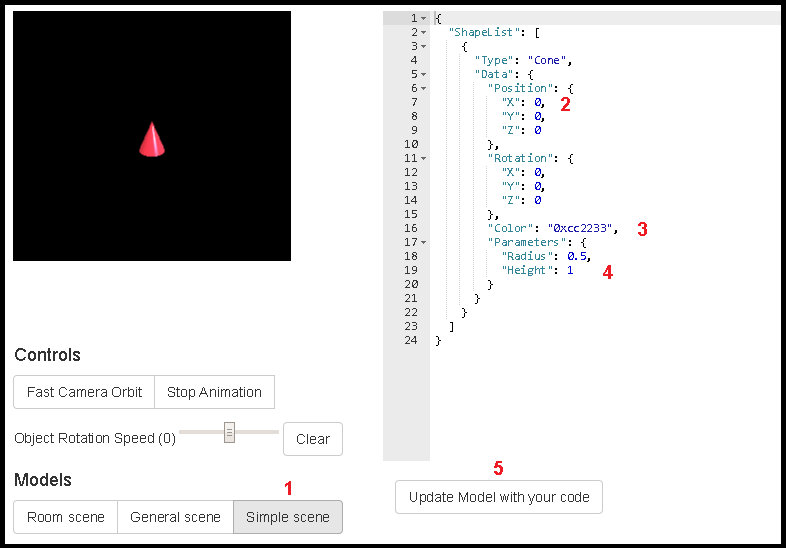 1 {
2 "ShapeList": [
3 {
4 "Type": "Cone",
5 "Data": {
6 "Position": {
7 "X": 0, 2
8 "Y": 0,
9 "Z": 0
10 },
11 "Rotation": {
12 "X": 0,
13 "Y": 0,
14 "Z": 0
15 },
16 "Color": "0xcc2233", 3
17 "Parameters": {
18 "Radius": 0.5,
19 "Height": 1 4
20 }
21 }
22 }
23 ]
24 }
Controls
Fast Camera Orbit Stop Animation
Object Rotation Speed (0) Clear
Models
1
Room scene General scene Simple scene
5
Update Model with your code